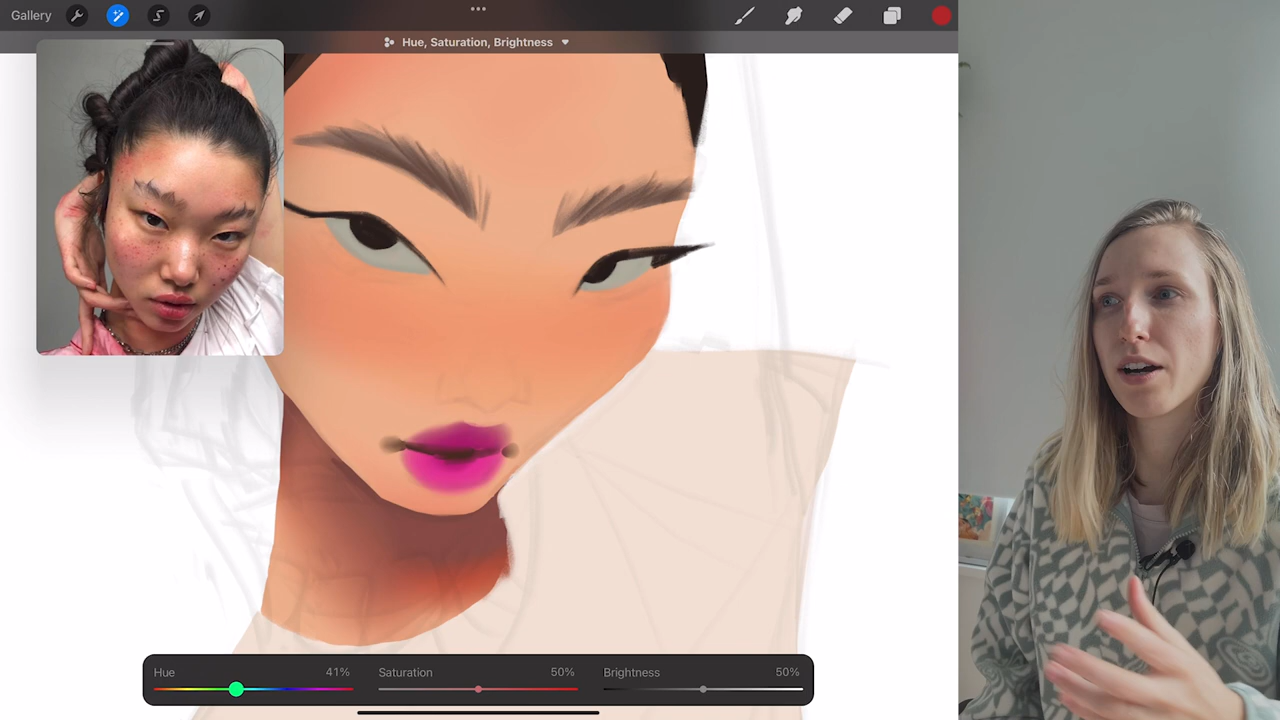 Gallery
Hue, Saturation, Brightness
Hue 41% Saturation 50% Brightness 50%